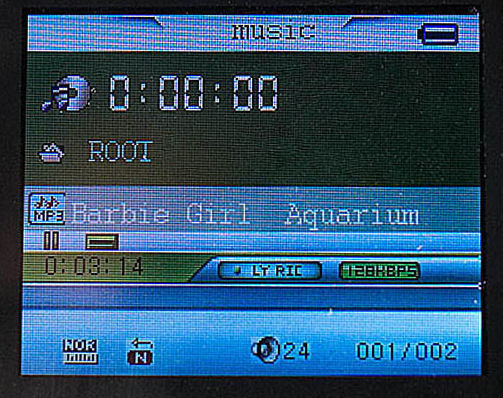 music
0:00:00
ROOT
MP3 Barbie Girl Aquarium
0:03:14 LYRIC 128KBPS
NOR N 24 001/002